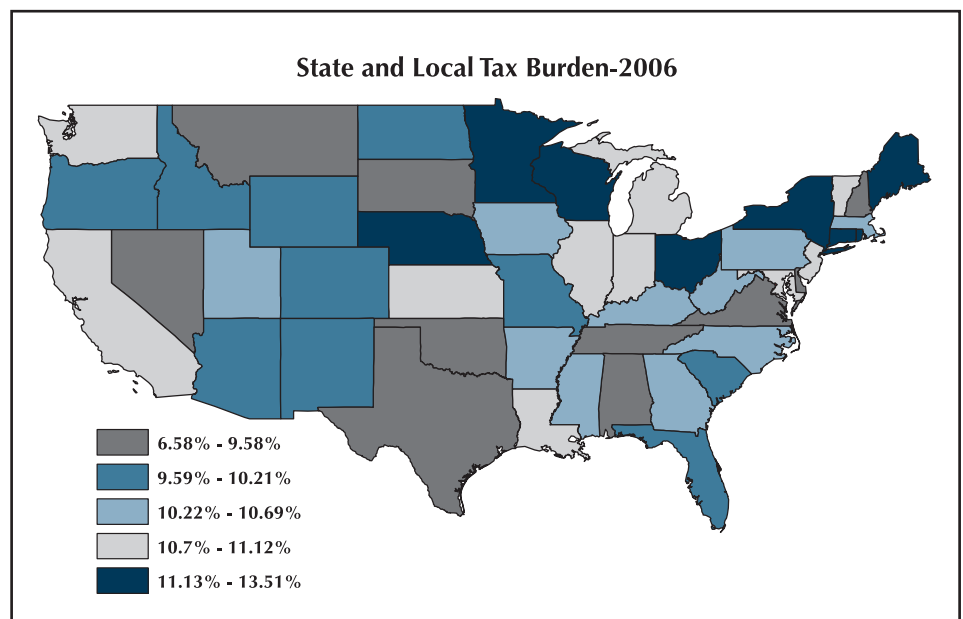 State and Local Tax Burden-2006
6.58% - 9.58%
9.59% - 10.21%
10.22% - 10.69%
10.7% - 11.12%
11.13% - 13.51%